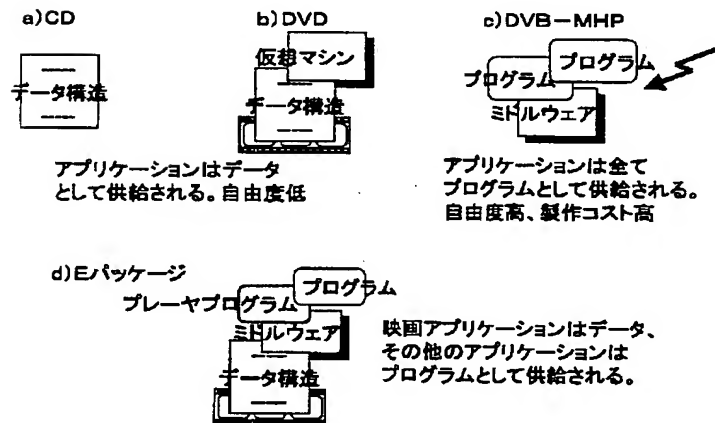 a)CD
b)DVD
c)DVB-MHP
仮想マシン
データ構造
データ構造
プログラム
プログラム
ミドルウェア
アプリケーションはデータ
として供給される。自由度低
アプリケーションは全て
プログラムとして供給される。
自由度高、製作コスト高
d)Eパッケージ
プログラム
プレーヤプログラム
ミドルウェア
データ構造
映画アプリケーションはデータ、
その他のアプリケーションは
プログラムとして供給される。